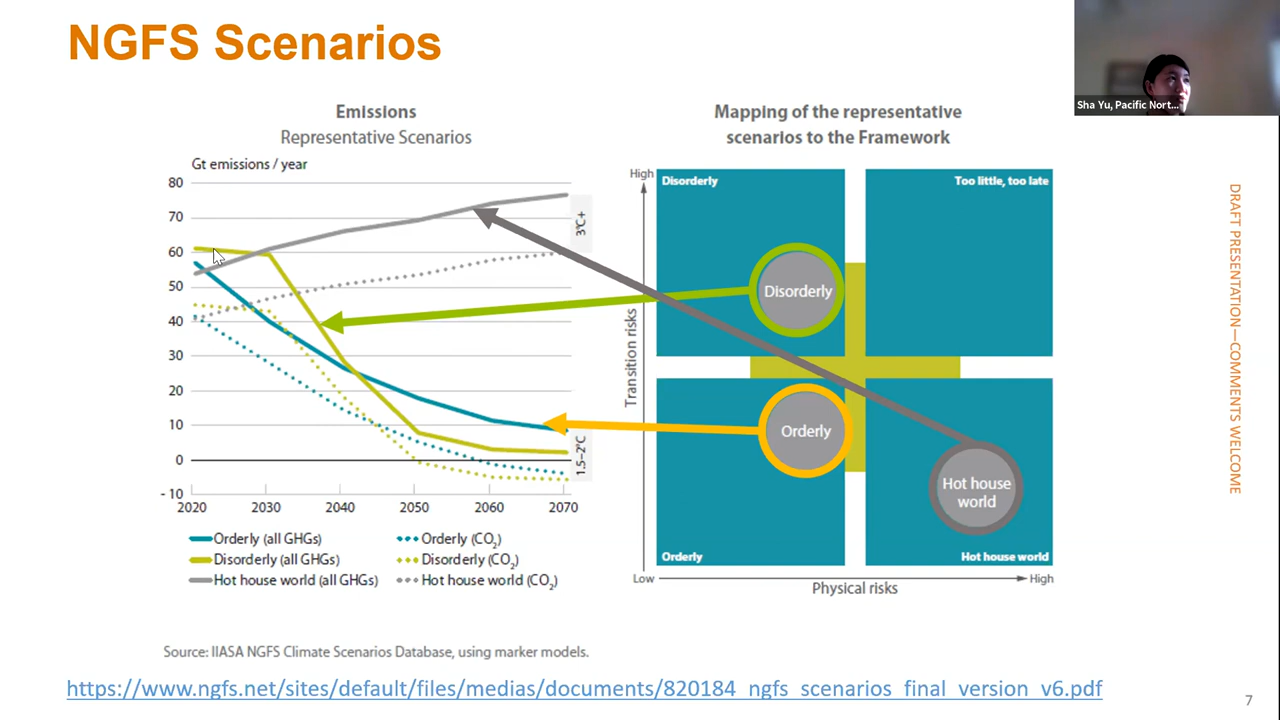 NGFS Scenarios
Sha Yu, Pacific Nort...
Emissions
Representative Scenarios
Gt emissions / year
80
70
60
50
40
30
20
10
0
- 10
2020 2030 2040 2050 2060 2070
3°C+
1.5–2°C
Orderly (all GHGs)
Disorderly (all GHGs)
Hot house world (all GHGs)
Orderly (CO₂)
Disorderly (CO₂)
Hot house world (CO₂)
Mapping of the representative
scenarios to the Framework
High
Transition risks
Low
Disorderly
Too little, too late
Disorderly
Orderly
Hot house
world
Orderly
Hot house world
Physical risks
High
DRAFT PRESENTATION—COMMENTS WELCOME
Source: IIASA NGFS Climate Scenarios Database, using marker models.
https://www.ngfs.net/sites/default/files/medias/documents/820184_ngfs_scenarios_final_version_v6.pdf
7